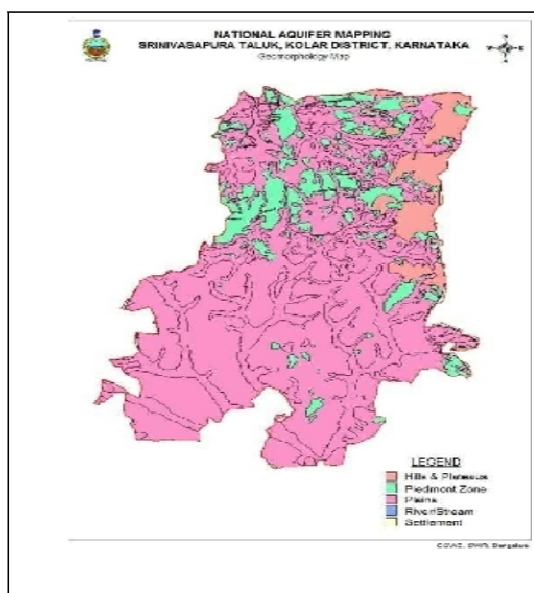 NATIONAL AQUIFER MAPPING
SRINIVASAPURA TALUK, KOLAR DISTRICT, KARNATAKA
Geomorphology Map
LEGEND
Hills & Plateaus
Piedmont Zone
Plains
River/Stream
Settlement
Bangalore